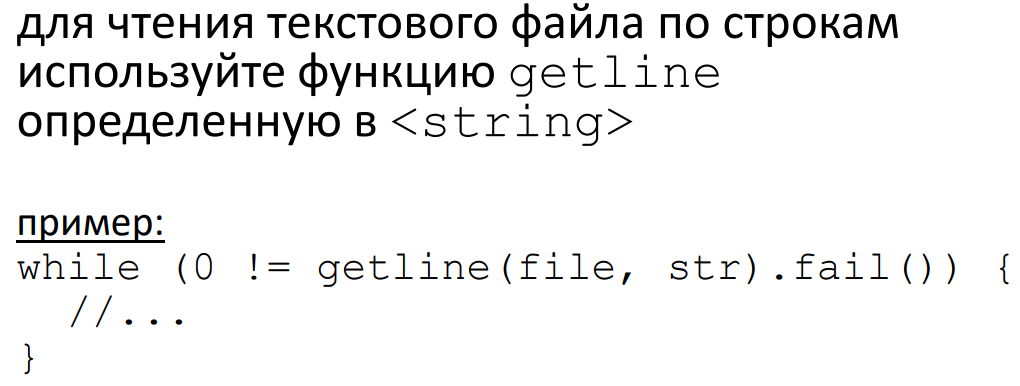 для чтения текстового файла по строкам
используйте функцию getline
определенную в <string>
пример:
while (0 != getline(file, str).fail()) {
  //...
}